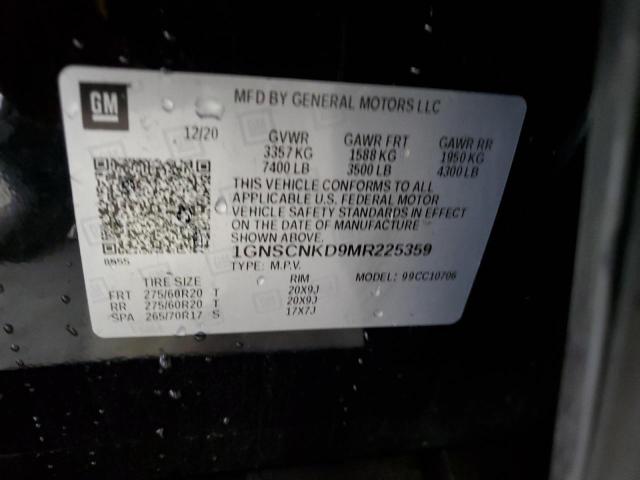 GM
MFD BY GENERAL MOTORS LLC
12/20 GVWR GAWR FRT GAWR RR
3357 KG 1588 KG 1950 KG
7400 LB 3500 LB 4300 LB
THIS VEHICLE CONFORMS TO ALL
APPLICABLE U.S. FEDERAL MOTOR
VEHICLE SAFETY STANDARDS IN EFFECT
ON THE DATE OF MANUFACTURE
SHOWN ABOVE.
1GNSCNKD9MR225359
TYPE: M.P.V. MODEL: 99CC10706
TIRE SIZE RIM
FRT 275/60R20 T 20X9J
RR 275/60R20 T 20X9J
SPA 265/70R17 S 17X7J